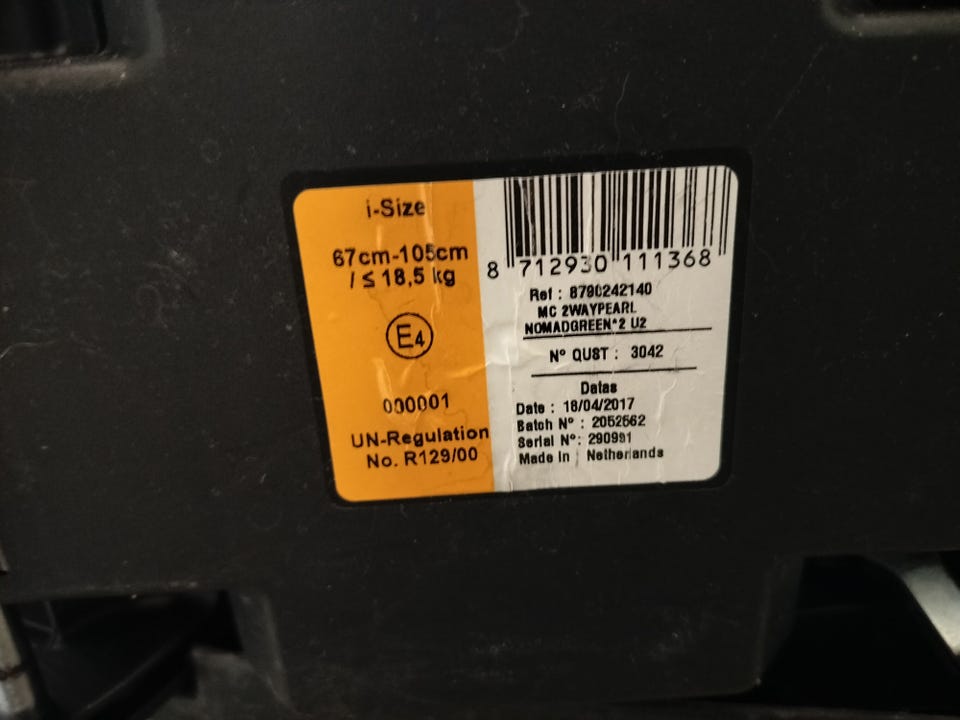 i-Size
67cm-105cm
/ ≤ 18,5 kg
E4
000001
UN-Regulation
No. R129/00
8 712930 111368
Ref : 8790242140
MC 2WAYPEARL
NOMADGREEN*2 U2
N° QUST : 3042
Datas
Date : 18/04/2017
Batch N° : 2052562
Serial N°: 290991
Made in : Netherlands